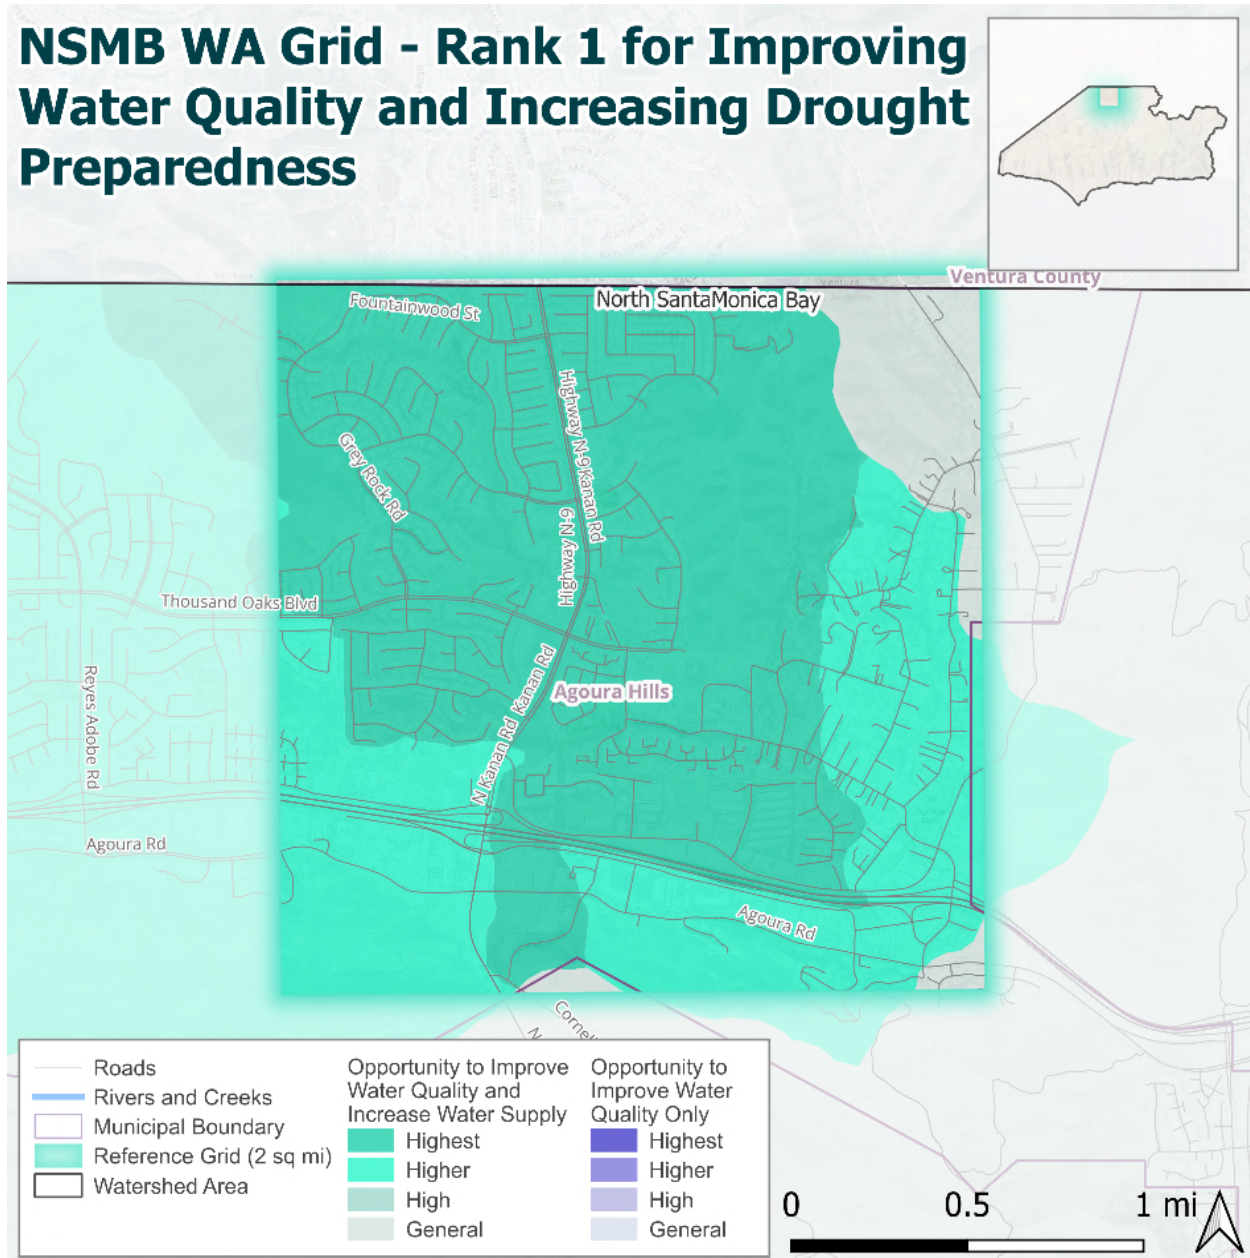 NSMB WA Grid - Rank 1 for Improving
Water Quality and Increasing Drought
Preparedness
Ventura County
North SantaMonica Bay
Fountainwood St
Highway N-9Kanan Rd
Grey Rock Rd
Highway N-9
Thousand Oaks Blvd
Kanan Rd
Agoura Hills
Reyes Adobe Rd
N Kanan Rd
Agoura Rd
Agoura Rd
Roads
Rivers and Creeks
Municipal Boundary
Reference Grid (2 sq mi)
Watershed Area
Opportunity to Improve
Water Quality and
Increase Water Supply
Highest
Higher
High
General
Opportunity to
Improve Water
Quality Only
Highest
Higher
High
General
0 0.5 1 mi